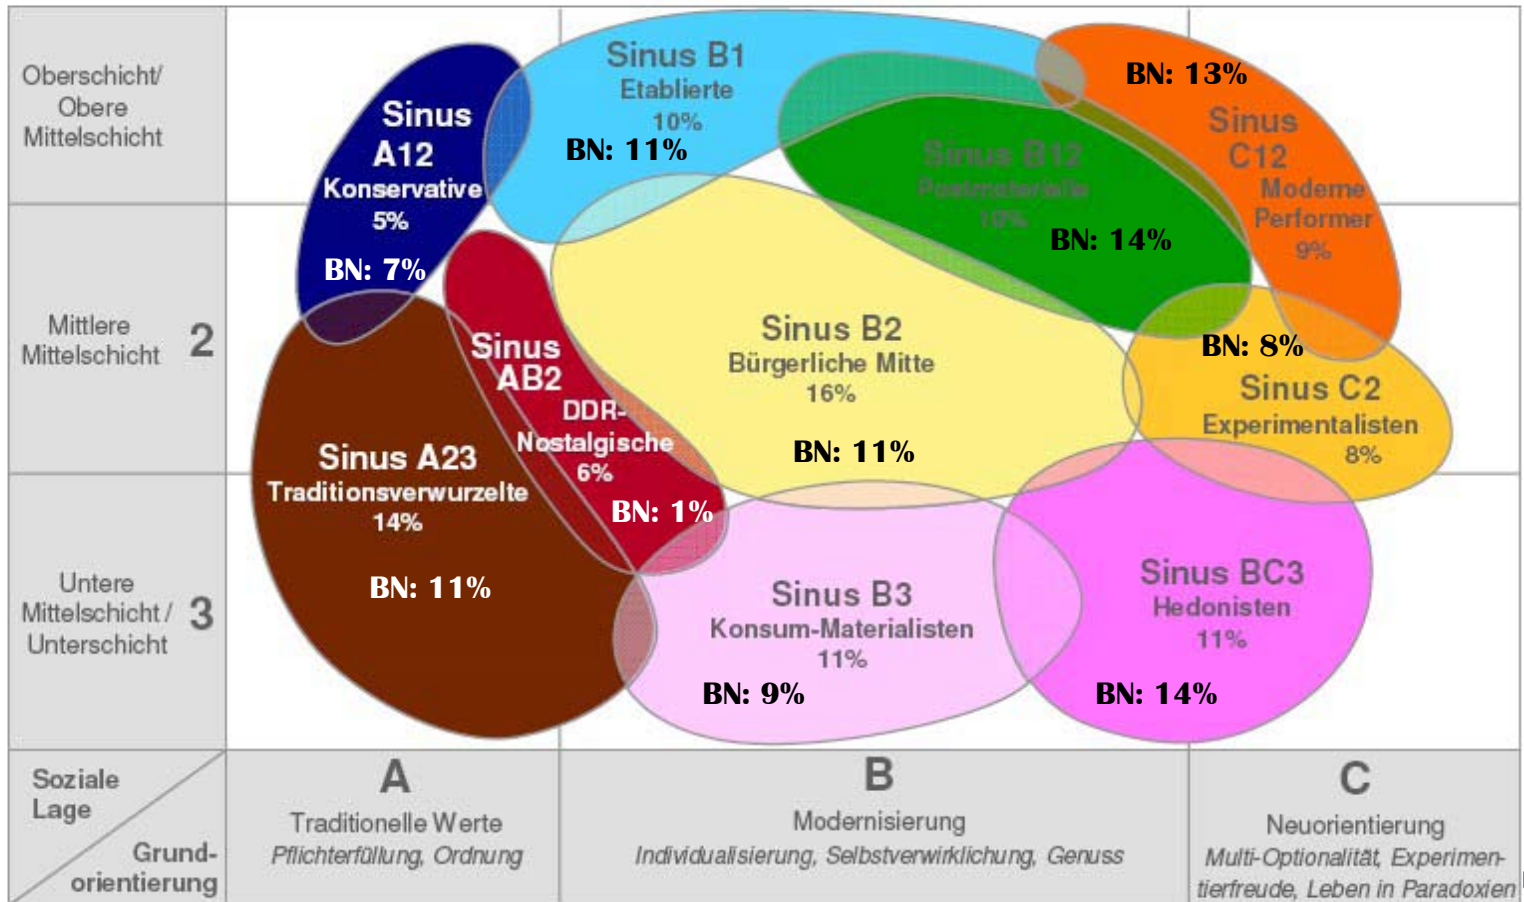 Oberschicht/
Obere
Mittelschicht
Mittlere
Mittelschicht
2
Untere
Mittelschicht /
Unterschicht
3
Soziale
Lage
Grund-
orientierung
Sinus
A12
Konservative
5%
BN: 7%
Sinus B1
Etablierte
10%
BN: 11%
Sinus B12
Postmaterielle
10%
BN: 14%
BN: 13%
Sinus
C12
Moderne
Performer
9%
Sinus
AB2
DDR-
Nostalgische
6%
BN: 1%
Sinus B2
Bürgerliche Mitte
16%
BN: 11%
BN: 8%
Sinus C2
Experimentalisten
8%
Sinus A23
Traditionsverwurzelte
14%
BN: 11%
Sinus B3
Konsum-Materialisten
11%
BN: 9%
Sinus BC3
Hedonisten
11%
BN: 14%
A
Traditionelle Werte
Pflichterfüllung, Ordnung
B
Modernisierung
Individualisierung, Selbstverwirklichung, Genuss
C
Neuorientierung
Multi-Optionalität, Experimen-
tierfreude, Leben in Paradoxien